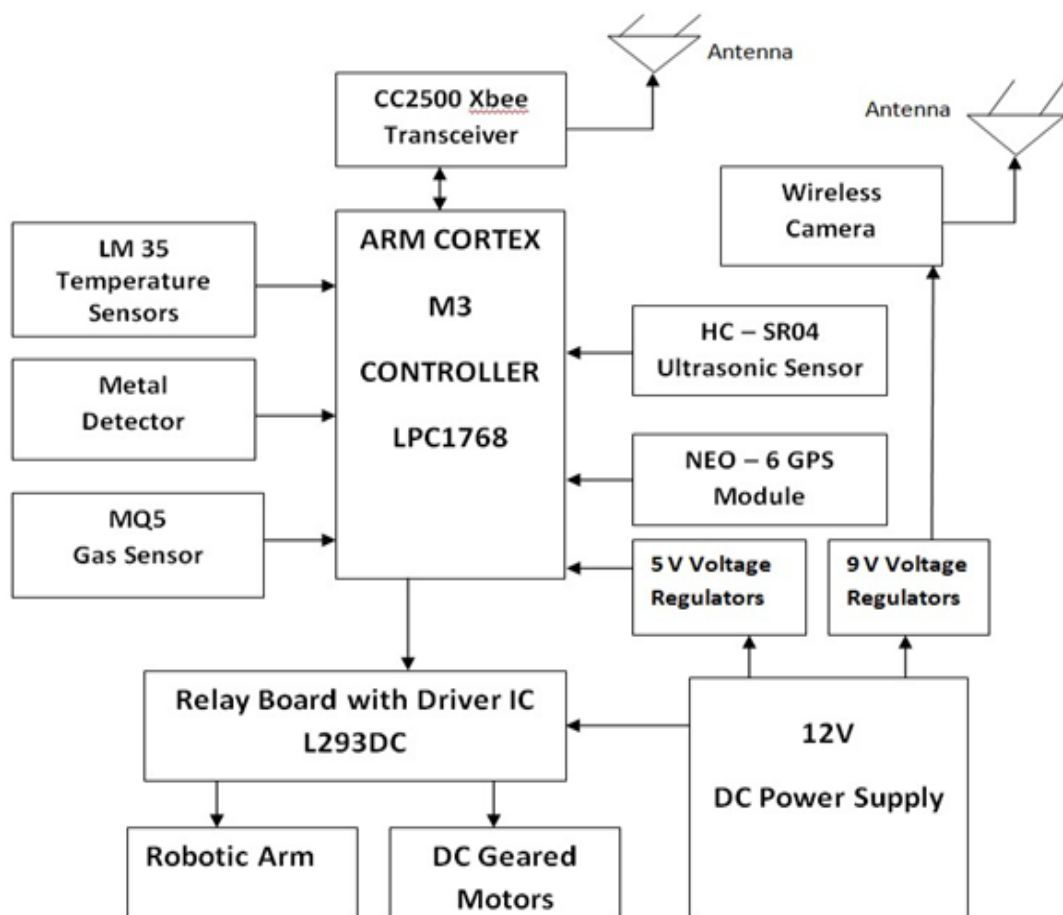 Antenna
CC2500 Xbee
Transceiver
Antenna
Wireless
Camera
ARM CORTEX
M3
CONTROLLER
LPC1768
LM 35
Temperature
Sensors
HC – SR04
Ultrasonic Sensor
Metal
Detector
NEO – 6 GPS
Module
MQ5
Gas Sensor
5 V Voltage
Regulators
9 V Voltage
Regulators
Relay Board with Driver IC
L293DC
12V
DC Power Supply
Robotic Arm
DC Geared
Motors